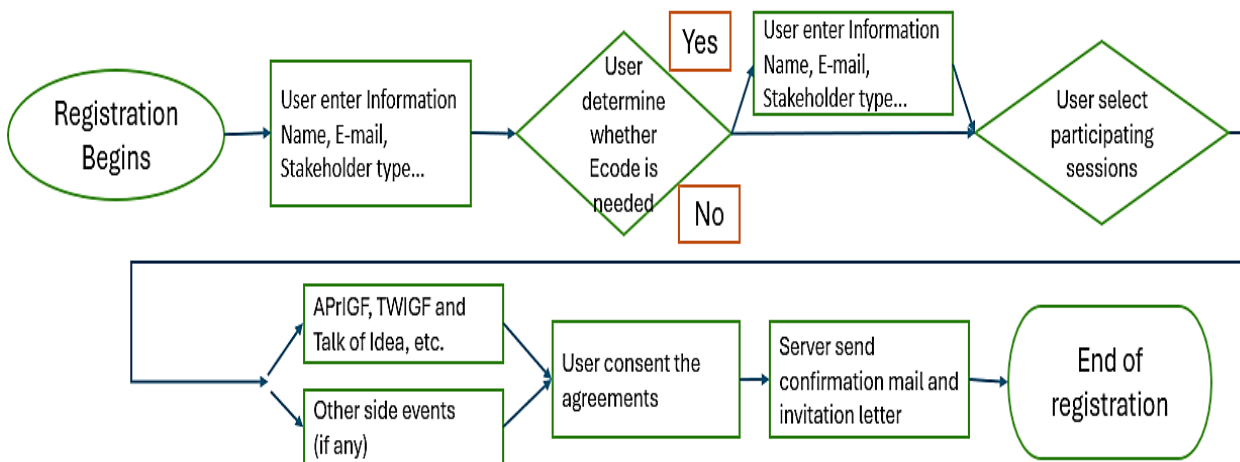 Registration
Begins
User enter Information
Name, E-mail,
Stakeholder type...
User
determine
whether
Ecode is
needed
Yes
No
User enter Information
Name, E-mail,
Stakeholder type...
User select
participating
sessions
APrIGF, TWIGF and
Talk of Idea, etc.
Other side events
(if any)
User consent the
agreements
Server send
confirmation mail and
invitation letter
End of
registration